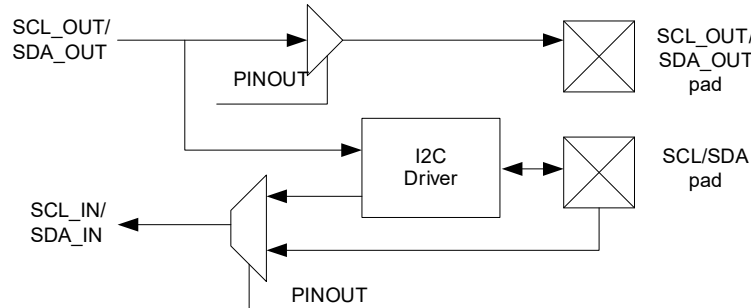 SCL_OUT/
SDA_OUT
PINOUT
SCL_OUT/
SDA_OUT
pad
I2C
Driver
SCL/SDA
pad
SCL_IN/
SDA_IN
PINOUT